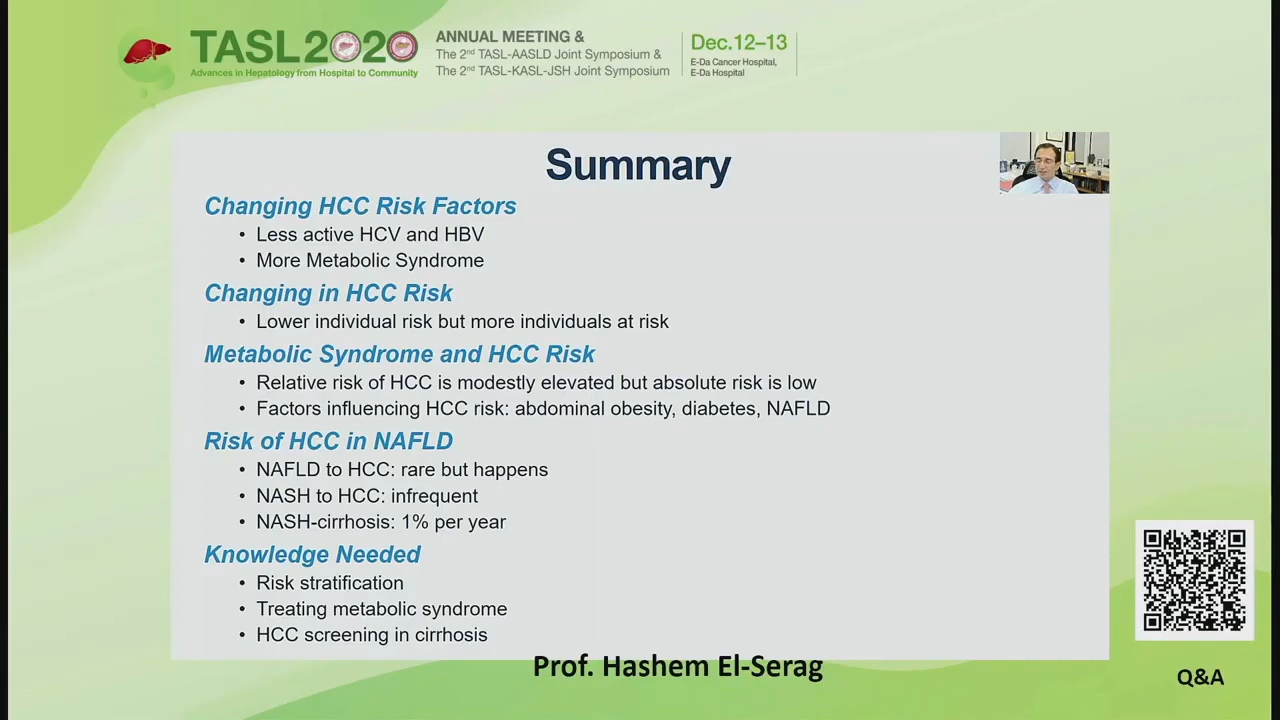 TASL2020
Advances in Hepatology from Hospital to Community
ANNUAL MEETING &
The 2nd TASL-AASLD Joint Symposium &
The 2nd TASL-KASL-JSH Joint Symposium
Dec.12–13
E-Da Cancer Hospital,
E-Da Hospital
Summary
Changing HCC Risk Factors
• Less active HCV and HBV
• More Metabolic Syndrome
Changing in HCC Risk
• Lower individual risk but more individuals at risk
Metabolic Syndrome and HCC Risk
• Relative risk of HCC is modestly elevated but absolute risk is low
• Factors influencing HCC risk: abdominal obesity, diabetes, NAFLD
Risk of HCC in NAFLD
• NAFLD to HCC: rare but happens
• NASH to HCC: infrequent
• NASH-cirrhosis: 1% per year
Knowledge Needed
• Risk stratification
• Treating metabolic syndrome
• HCC screening in cirrhosis
Prof. Hashem El-Serag
Q&A